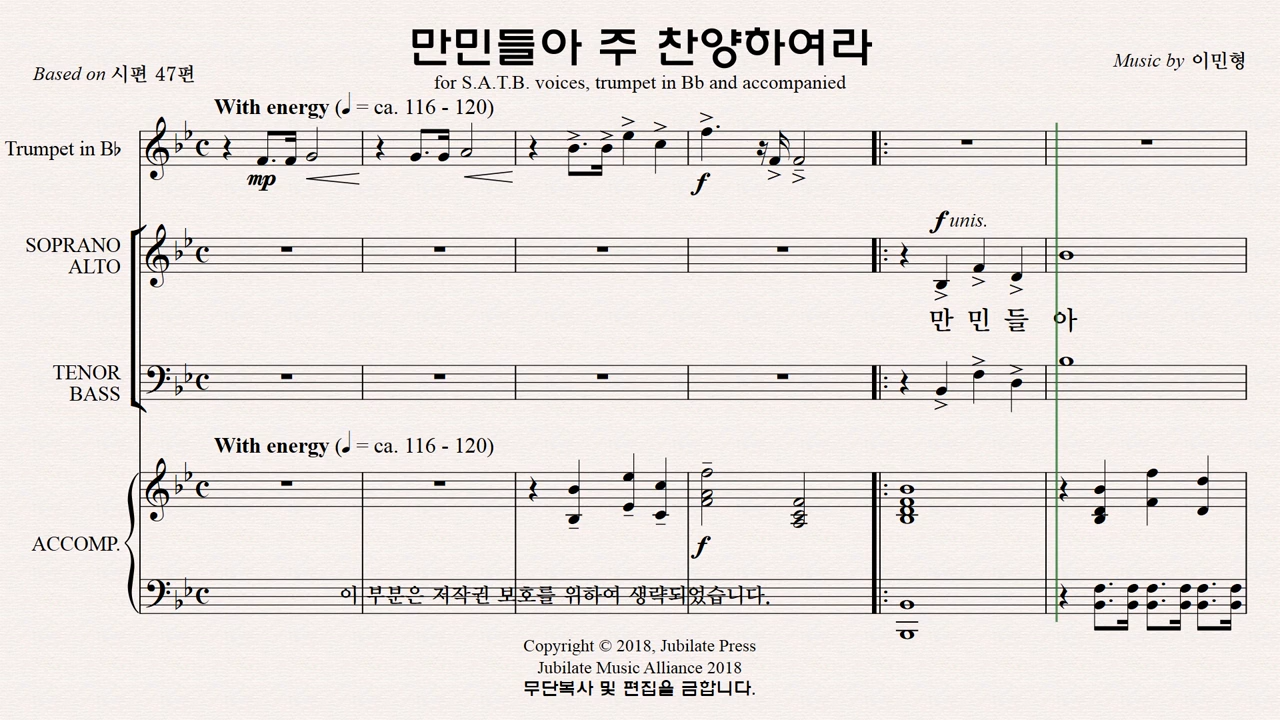 만민들아 주 찬양하여라
Based on 시편 47편
for S.A.T.B. voices, trumpet in Bb and accompanied
Music by 이민형
With energy (♩ = ca. 116 - 120)
Trumpet in B♭
mp
f
f unis.
SOPRANO
ALTO
만 민 들 아
TENOR
BASS
With energy (♩ = ca. 116 - 120)
ACCOMP.
f
이 부분은 저작권 보호를 위하여 생략되었습니다.
Copyright © 2018, Jubilate Press
Jubilate Music Alliance 2018
무단복사 및 편집을 금합니다.